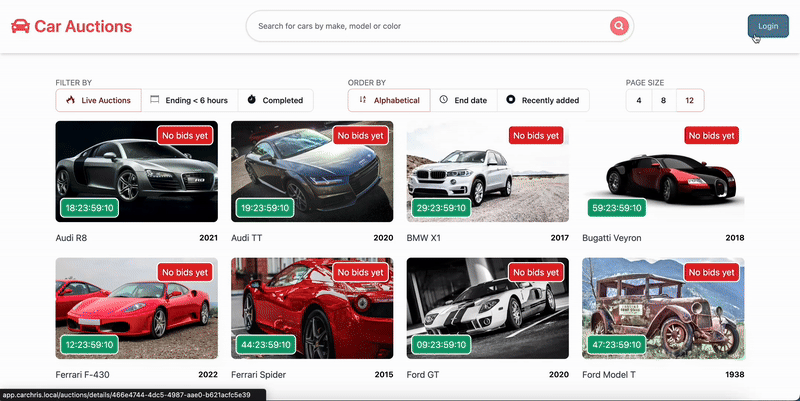 Car Auctions
Search for cars by make, model or color
Login
FILTER BY
ORDER BY
PAGE SIZE
Live Auctions
Ending < 6 hours
Completed
Alphabetical
End date
Recently added
4
8
12
No bids yet
No bids yet
No bids yet
No bids yet
18:23:59:10
19:23:59:10
29:23:59:10
59:23:59:10
Audi R8 2021
Audi TT 2020
BMW X1 2017
Bugatti Veyron 2018
No bids yet
No bids yet
No bids yet
No bids yet
12:23:59:10
44:23:59:10
09:23:59:10
47:23:59:10
Ferrari F-430 2022
Ferrari Spider 2015
Ford GT 2020
Ford Model T 1938
app.carchris.local/auctions/details/466e4744-4dc5-4987-aae0-b621acfc5e39